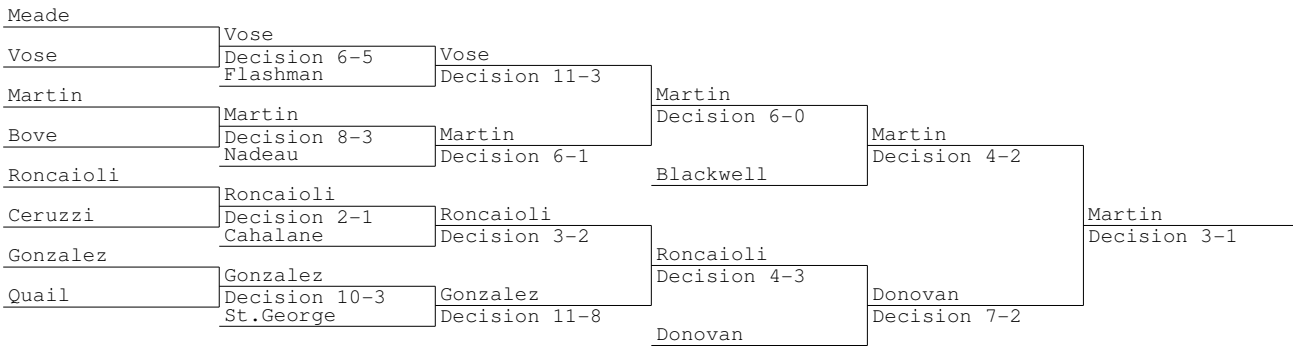 Meade
Vose
Vose
Decision 6-5
Flashman
Vose
Decision 11-3
Martin
Bove
Martin
Decision 8-3
Nadeau
Martin
Decision 6-1
Martin
Decision 6-0
Blackwell
Martin
Decision 4-2
Roncaioli
Ceruzzi
Roncaioli
Decision 2-1
Cahalane
Roncaioli
Decision 3-2
Gonzalez
Quail
Gonzalez
Decision 10-3
St.George
Gonzalez
Decision 11-8
Roncaioli
Decision 4-3
Donovan
Donovan
Decision 7-2
Martin
Decision 3-1